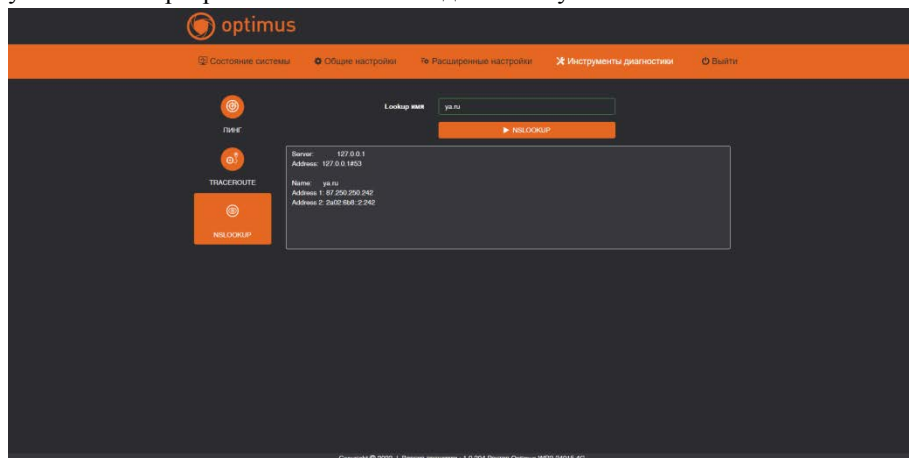 optimus
Состояние системы Общие настройки Расширенные настройки Инструменты диагностики Выйти
Lookup имя ya.ru
ПИНГ
NSLOOKUP
Server: 127.0.0.1
Address: 127.0.0.1#53
TRACEROUTE
Name: ya.ru
Address 1: 87.250.250.242
Address 2: 2a02:6b8::2:242
NSLOOKUP